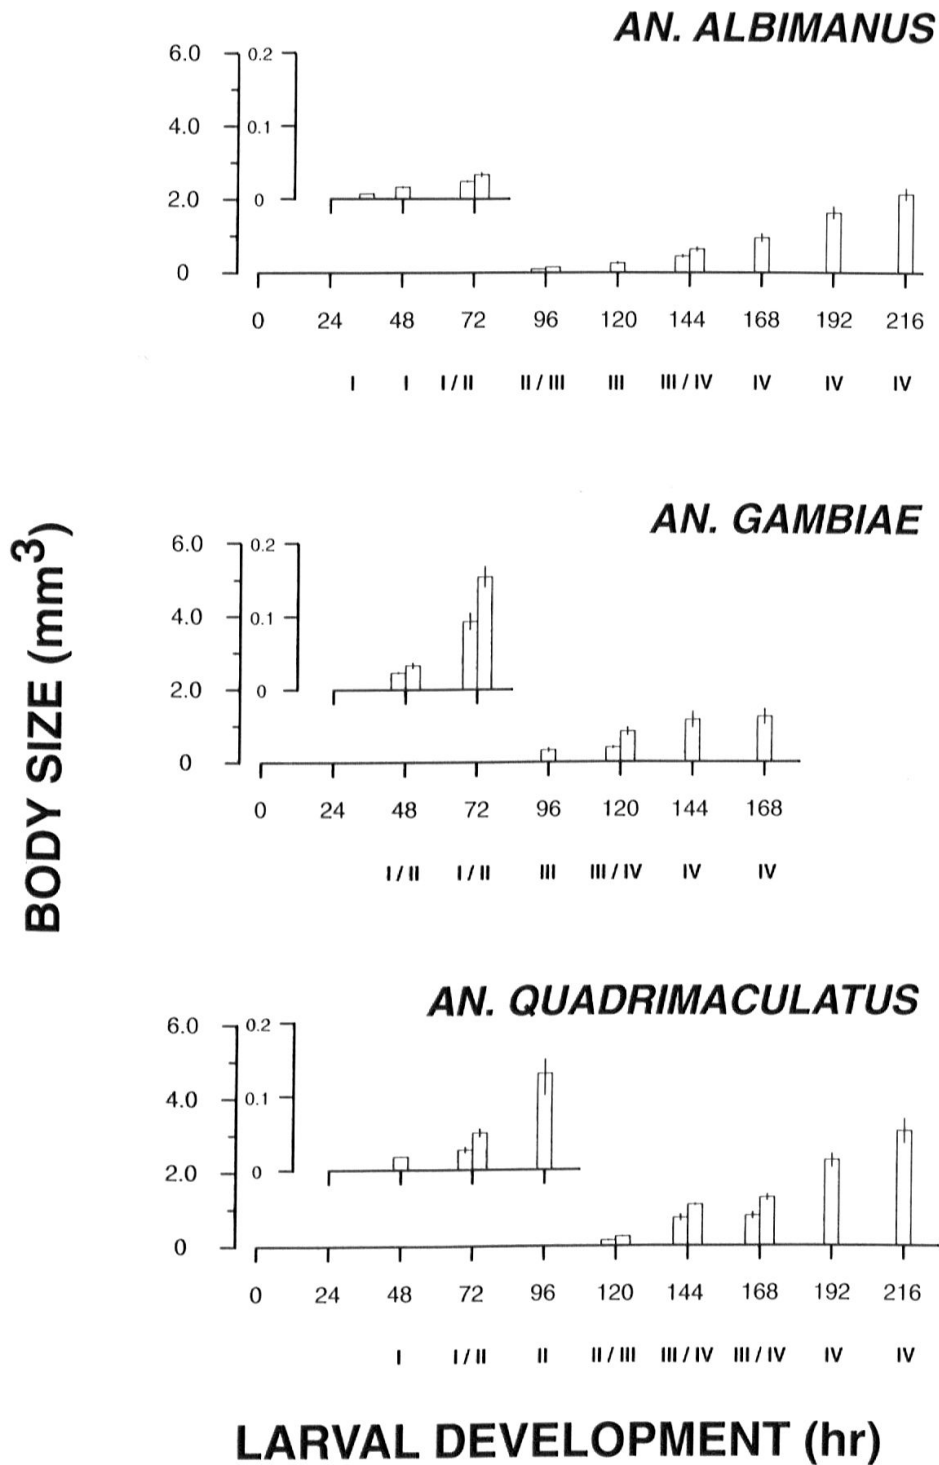 AN. ALBIMANUS
6.0
4.0
2.0
0
0.2
0.1
0
0 24 48 72 96 120 144 168 192 216
I I I / II II / III III III / IV IV IV IV
AN. GAMBIAE
6.0
4.0
2.0
0
0.2
0.1
0
0 24 48 72 96 120 144 168
I / II I / II III III / IV IV IV
AN. QUADRIMACULATUS
6.0
4.0
2.0
0
0.2
0.1
0
0 24 48 72 96 120 144 168 192 216
I I / II II II / III III / IV III / IV IV IV
BODY SIZE (mm³)
LARVAL DEVELOPMENT (hr)